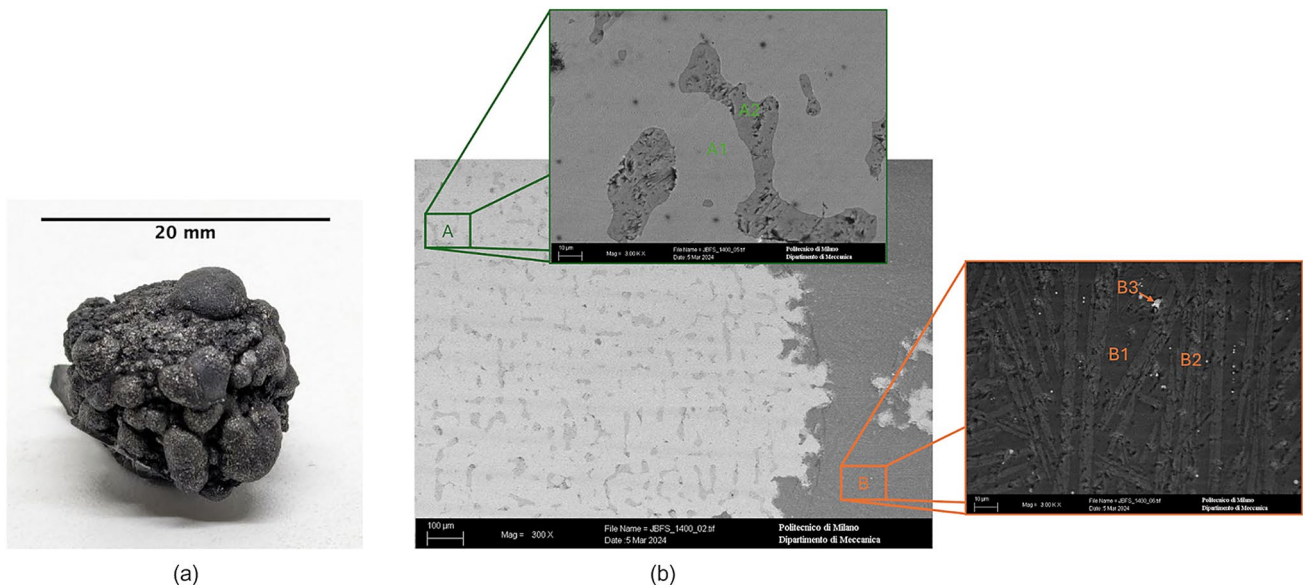 20 mm
(a)
A1
A2
10 µm
Mag = 3.00 K X
File Name = JBFS_1400_05.tif
Date :5 Mar 2024
Politecnico di Milano
Dipartimento di Meccanica
A
B
100 µm
Mag = 300 X
File Name = JBFS_1400_02.tif
Date :5 Mar 2024
Politecnico di Milano
Dipartimento di Meccanica
B3
B1
B2
10 µm
Mag = 3.00 K X
File Name = JBFS_1400_06.tif
Date :5 Mar 2024
Politecnico di Milano
Dipartimento di Meccanica
(b)